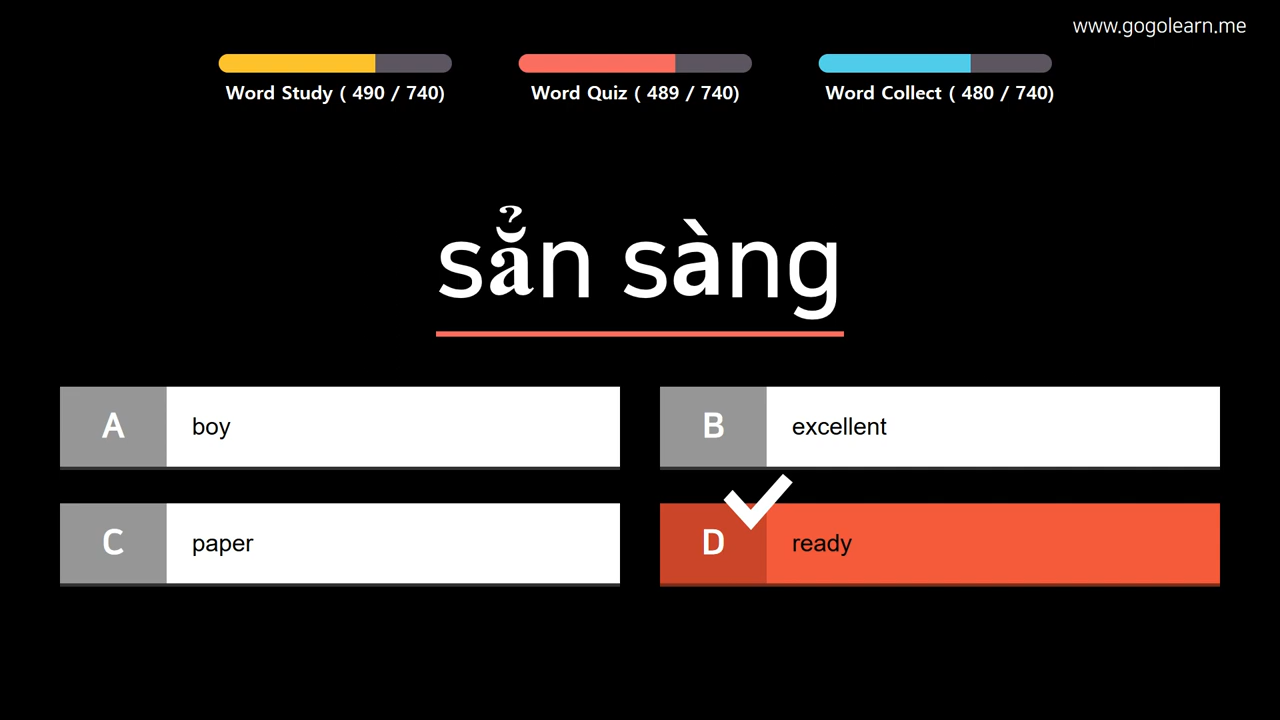 www.gogolearn.me
Word Study ( 490 / 740)
Word Quiz ( 489 / 740)
Word Collect ( 480 / 740)
sẳn sàng
A boy
B excellent
C paper
D ready